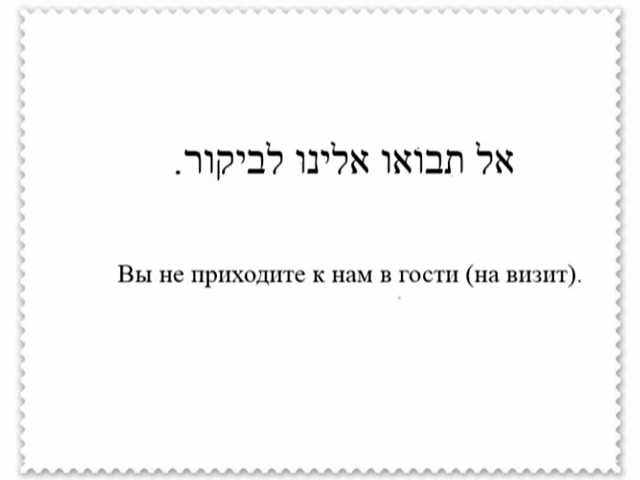 אל תבואו אלינו לביקור.
Вы не приходите к нам в гости (на визит).